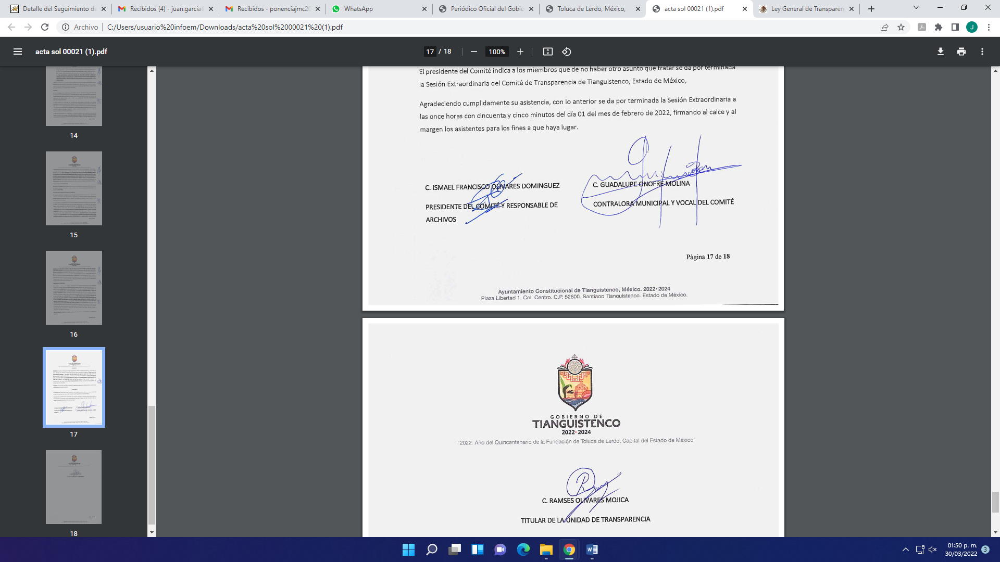 Detalle del Seguimiento de
Recibidos (4) - juan.garcia@
Recibidos - ponenciajmc20
WhatsApp
Periódico Oficial del Gobie
Toluca de Lerdo, México,
acta sol 00021 (1).pdf
Ley General de Transparen
Archivo
C:/Users/usuario%20infoem/Downloads/acta%20sol%2000021%20(1).pdf
J
acta sol 00021 (1).pdf
17 / 18
100%
14
15
16
17
18
El presidente del Comité indica a los miembros que de no haber otro asunto que tratar se da por terminada
la Sesión Extraordinaria del Comité de Transparencia de Tianguistenco, Estado de México,
Agradeciendo cumplidamente su asistencia, con lo anterior se da por terminada la Sesión Extraordinaria a
las once horas con cincuenta y cinco minutos del día 01 del mes de febrero de 2022, firmando al calce y al
margen los asistentes para los fines a que haya lugar.
C. ISMAEL FRANCISCO OLIVARES DOMINGUEZ
PRESIDENTE DEL COMITÉ Y RESPONSABLE DE
ARCHIVOS
C. GUADALUPE ONOFRE MOLINA
CONTRALORA MUNICIPAL Y VOCAL DEL COMITÉ
Página 17 de 18
Ayuntamiento Constitucional de Tianguistenco, México. 2022•2024
Plaza Libertad 1. Col. Centro. C.P. 52600. Santiago Tianguistenco. Estado de México.
GOBIERNO DE
TIANGUISTENCO
2022•2024
"2022. Año del Quincentenario de la Fundación de Toluca de Lerdo, Capital del Estado de México"
C. RAMSES OLIVARES MOJICA
TITULAR DE LA UNIDAD DE TRANSPARENCIA
01:50 p. m.
30/03/2022
3